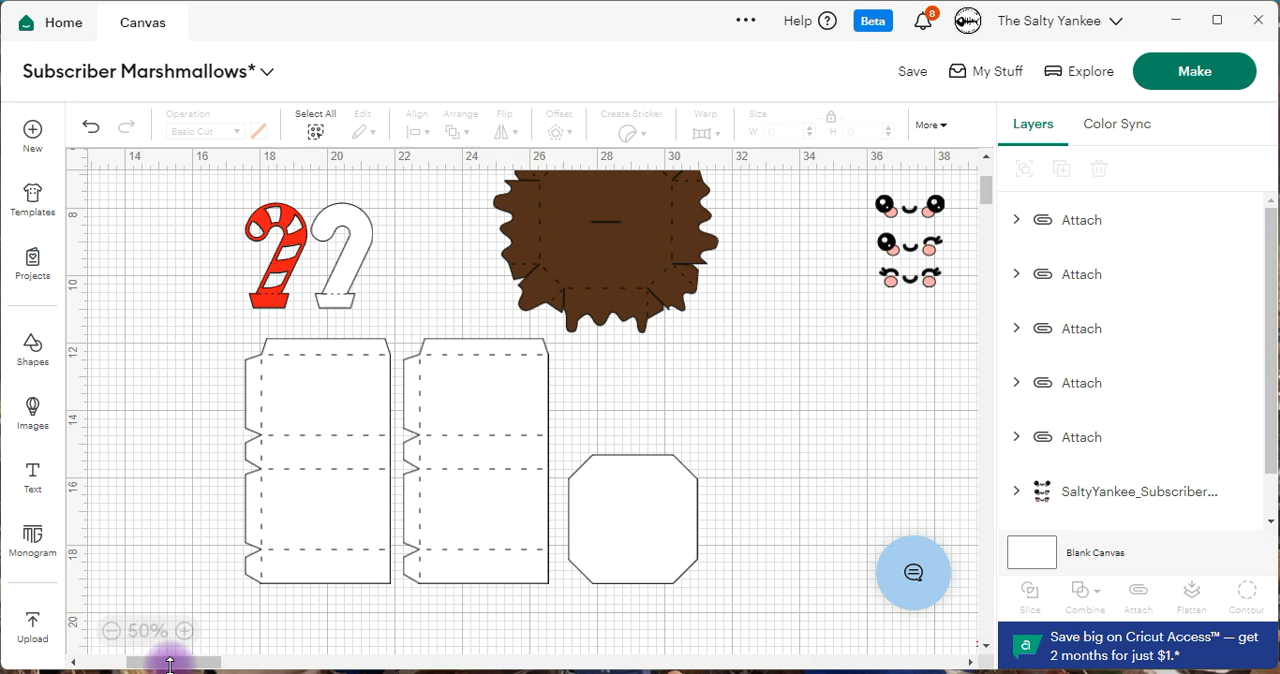 Home
Canvas
Help
Beta
8
The Salty Yankee
Subscriber Marshmallows*
Save
My Stuff
Explore
Make
New
Templates
Projects
Shapes
Images
Text
Monogram
Upload
Operation
Basic Cut
Select All
Edit
Align
Arrange
Flip
Offset
Create Sticker
Warp
Size
W 0
H 0
More
14 16 18 20 22 24 26 28 30 32 34 36 38
8
10
12
14
16
18
20
50%
Layers
Color Sync
Attach
Attach
Attach
Attach
Attach
SaltyYankee_Subscriber...
Blank Canvas
Slice
Combine
Attach
Flatten
Contour
a
Save big on Cricut Access™ — get
2 months for just $1.*